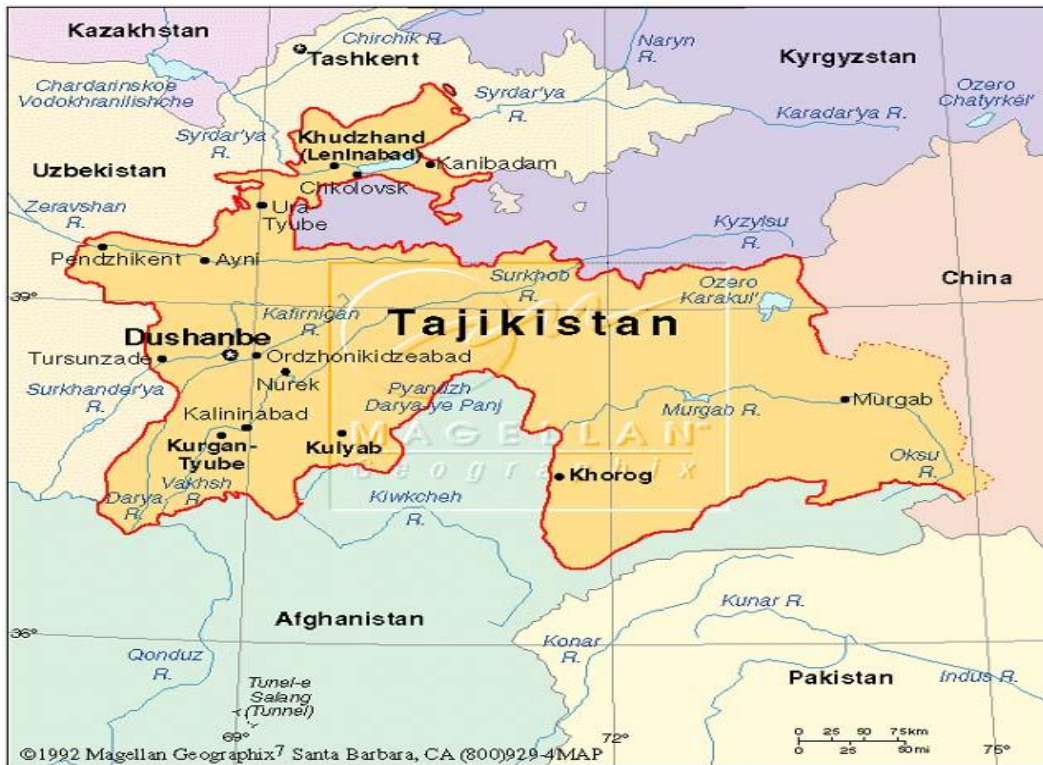 Kazakhstan
Chirchik R.
Tashkent
Naryn
R.
Kyrgyzstan
Chardarinskoe
Vodokhranilishche
Syrdar'ya
R.
Syrdar'ya
R.
Karadar'ya R.
Ozero
Chatyrkél'
Khudzhand
(Leninabad)
Kanibadam
Chkolovsk
Uzbekistan
Ura
Tyube
Zeravshan
R.
Pendzhikent
Ayni
Kyzylsu
R.
Surkhob
R.
Ozero
Karakul'
China
39°
Kafirnigan
R.
Tajikistan
Dushanbe
Tursunzade
Ordzhonikidzeabad
Nurek
Surkhander'ya
R.
Pyandzh
Darya-ye Panj
Kalininabad
Kurgan-
Tyube
Kulyab
Murgab R.
Murgab
MAGELLAN
Geographix
Khorog
Oksu
R.
Vakhsh
R.
Darya
Kiwkcheh
R.
Afghanistan
36°
Qonduz
R.
Konar
R.
Kunar R.
Indus R.
Pakistan
Tunel-e
Salang
(Tunnel)
0 25 50 75km
0 25 50mi
69°
72°
75°
©1992 Magellan Geographix7 Santa Barbara, CA (800)929-4MAP